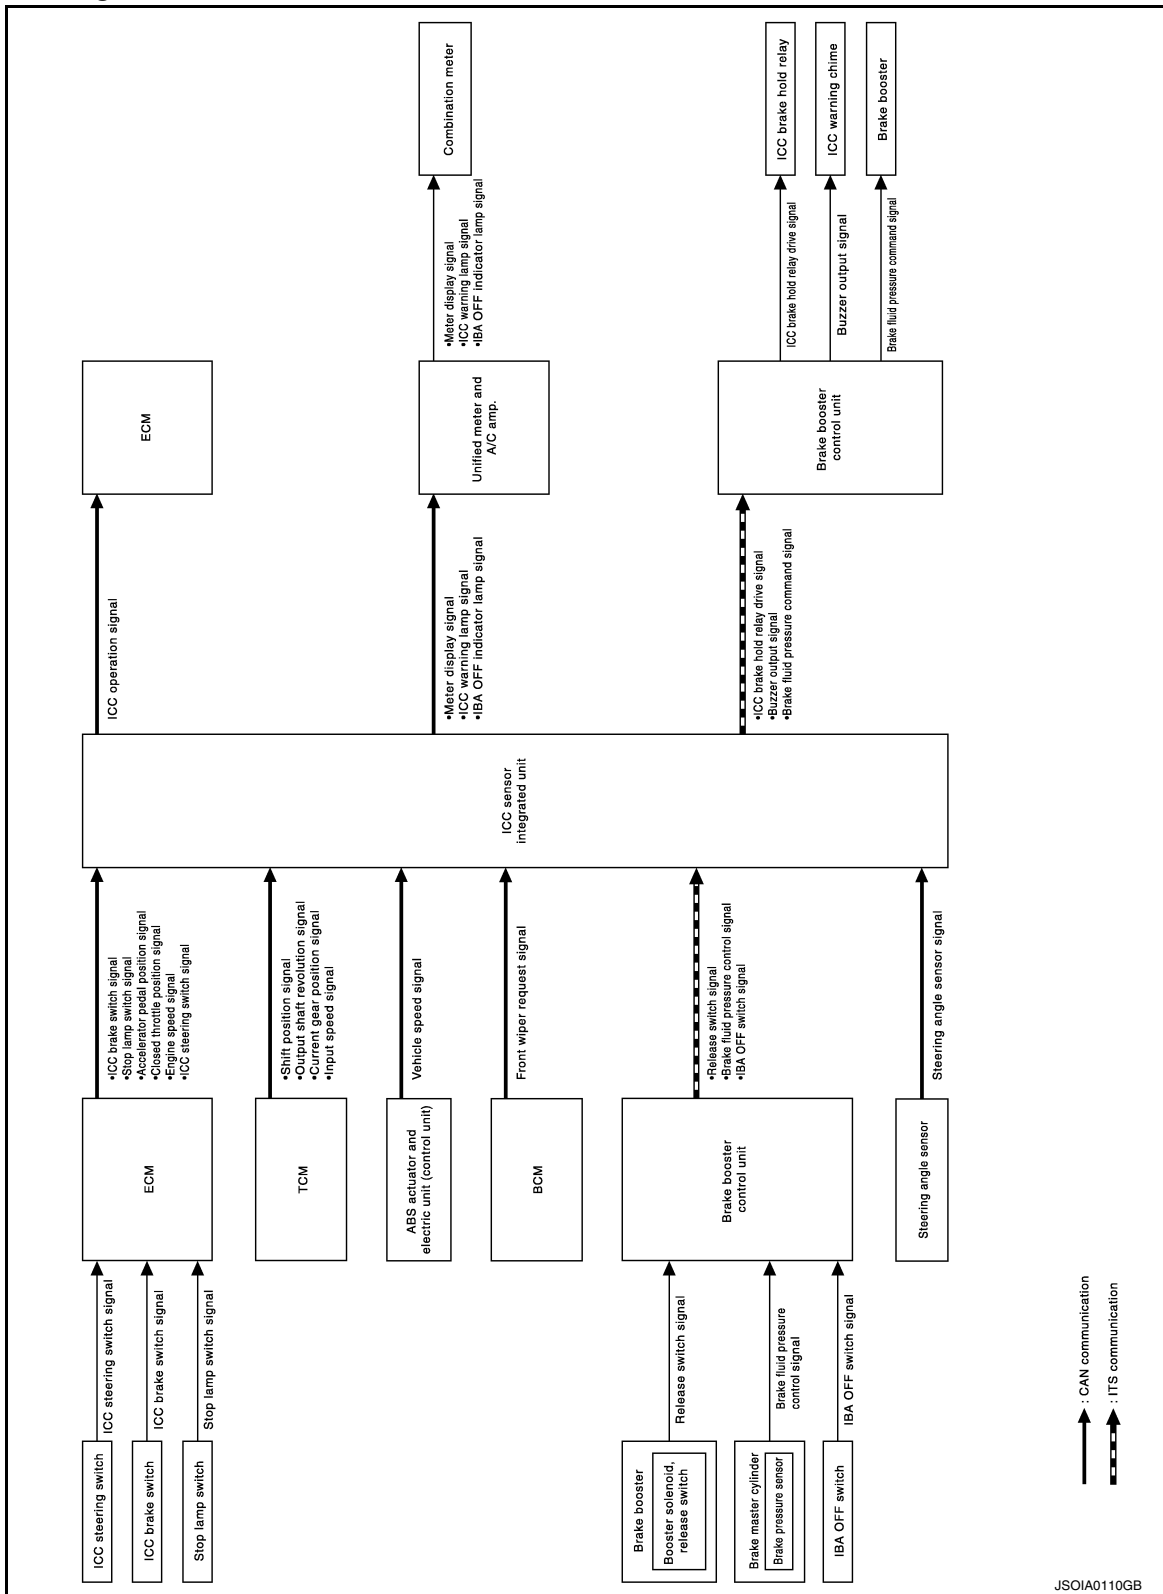 ICC steering switch
ICC brake switch
Stop lamp switch
Brake booster
Booster solenoid,
release switch
Brake master cylinder
Brake pressure sensor
IBA OFF switch
ICC steering switch signal
ICC brake switch signal
Stop lamp switch signal
Release switch signal
Brake fluid pressure
control signal
IBA OFF switch signal
ECM
TCM
ABS actuator and
electric unit (control unit)
BCM
Brake booster
control unit
Steering angle sensor
•ICC brake switch signal
•Stop lamp switch signal
•Accelerator pedal position signal
•Closed throttle position signal
•Engine speed signal
•ICC steering switch signal
•Shift position signal
•Output shaft revolution signal
•Current gear position signal
•Input speed signal
Vehicle speed signal
Front wiper request signal
•Release switch signal
•Brake fluid pressure control signal
•IBA OFF switch signal
Steering angle sensor signal
ICC sensor
integrated unit
ICC operation signal
•Meter display signal
•ICC warning lamp signal
•IBA OFF indicator lamp signal
•ICC brake hold relay drive signal
•Buzzer output signal
•Brake fluid pressure command signal
ECM
Unified meter and
A/C amp.
Brake booster
control unit
•Meter display signal
•ICC warning lamp signal
•IBA OFF indicator lamp signal
ICC brake hold relay drive signal
Buzzer output signal
Brake fluid pressure command signal
Combination meter
ICC brake hold relay
ICC warning chime
Brake booster
: CAN communication
: ITS communication
JSOIA0110GB